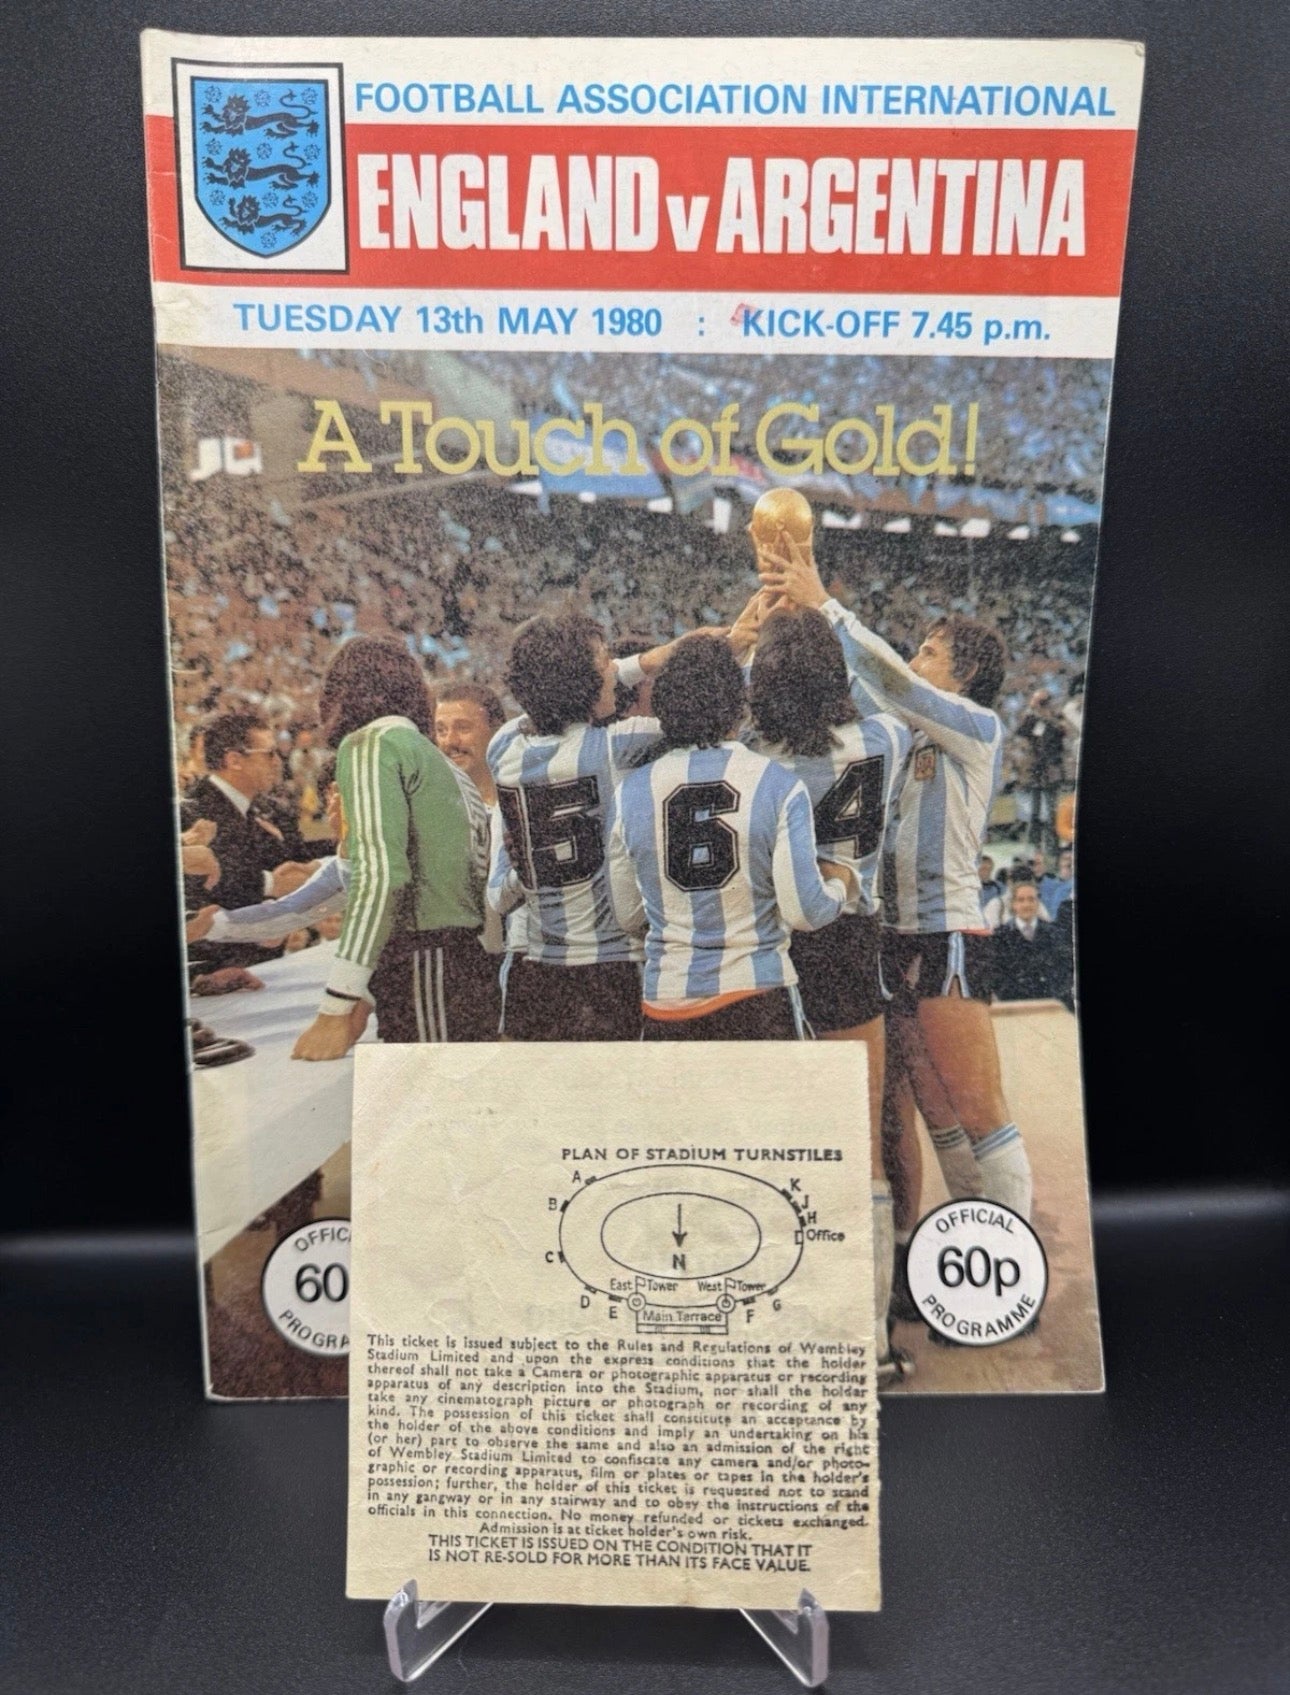 FOOTBALL ASSOCIATION INTERNATIONAL
ENGLAND v ARGENTINA
TUESDAY 13th MAY 1980 : KICK-OFF 7.45 p.m.
A Touch of Gold!
15
6
4
OFFIC
60
PROGRA
OFFICIAL
60p
PROGRAMME
PLAN OF STADIUM TURNSTILES
A
B
C
D
E
K
J
H
Office
G
F
N
East Tower
West Tower
Main Terrace
This ticket is issued subject to the Rules and Regulations of Wembley
Stadium Limited and upon the express conditions that the holder
thereof shall not take a Camera or photographic apparatus or recording
apparatus of any description into the Stadium, nor shall the holder
take any cinematograph picture or photograph or recording of any
kind. The possession of this ticket shall constitute an acceptance by
the holder of the above conditions and imply an undertaking on his
(or her) part to observe the same and also an admission of the right
of Wembley Stadium Limited to confiscate any camera and/or photo-
graphic or recording apparatus, film or plates or tapes in the holder's
possession; further, the holder of this ticket is requested not to stand
in any gangway or in any stairway and to obey the instructions of the
officials in this connection. No money refunded or tickets exchanged.
Admission is at ticket holder's own risk.
THIS TICKET IS ISSUED ON THE CONDITION THAT IT
IS NOT RE-SOLD FOR MORE THAN ITS FACE VALUE.